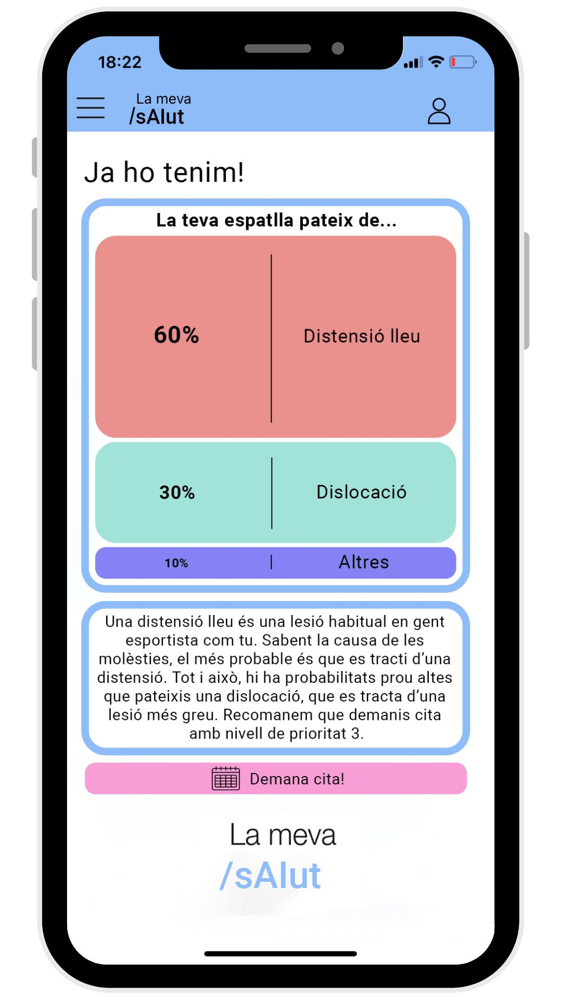 18:22
La meva
/sAlut
Ja ho tenim!
La teva espatlla pateix de...
60%
Distensió lleu
30%
Dislocació
10%
Altres
Una distensió lleu és una lesió habitual en gent
esportista com tu. Sabent la causa de les
molèsties, el més probable és que es tracti d’una
distensió. Tot i això, hi ha probabilitats prou altes
que pateixis una dislocació, que es tracta d’una
lesió més greu. Recomanem que demanis cita
amb nivell de prioritat 3.
Demana cita!
La meva
/sAlut